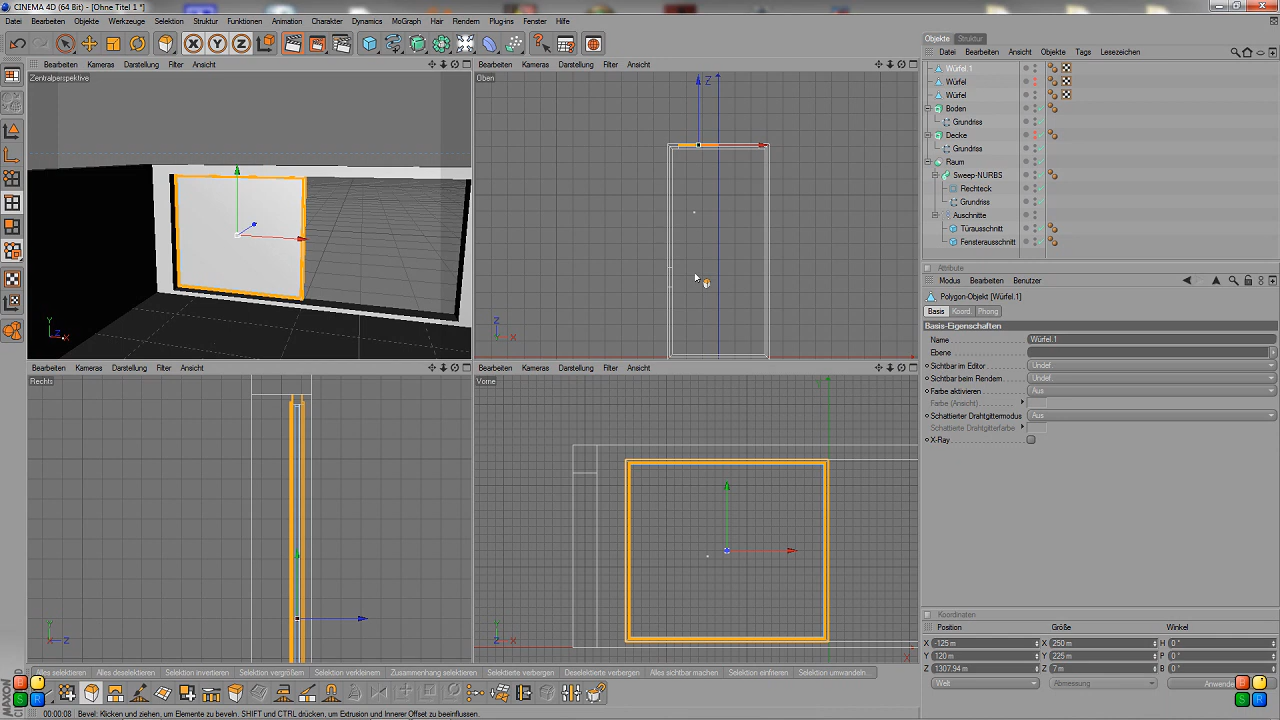 CINEMA 4D (64 Bit) - [Ohne Titel 1 *]
Datei Bearbeiten Objekte Werkzeuge Selektion Struktur Funktionen Animation Charakter Dynamics MoGraph Hair Rendern Plug-ins Fenster Hilfe
Objekte Struktur
Datei Bearbeiten Ansicht Objekte Tags Lesezeichen
Bearbeiten Kameras Darstellung Filter Ansicht
Zentralperspektive
Bearbeiten Kameras Darstellung Filter Ansicht
Oben
Z
Y
Z X
Z
X
Würfel.1
Würfel
Würfel
Boden
Grundriss
Decke
Grundriss
Raum
Sweep-NURBS
Rechteck
Grundriss
Auschnitte
Türausschnitt
Fensterausschnitt
Attribute
Modus Bearbeiten Benutzer
Polygon-Objekt [Würfel.1]
Basis Koord. Phong
Basis-Eigenschaften
Name Würfel.1
Ebene
Sichtbar im Editor Undef.
Sichtbar beim Rendern Undef.
Farbe aktivieren Aus
Farbe (Ansicht)
Schattierter Drahtgittermodus Aus
Schattierte Drahtgitterfarbe
X-Ray
Bearbeiten Kameras Darstellung Filter Ansicht
Rechts
Y
Z
Bearbeiten Kameras Darstellung Filter Ansicht
Vorne
Y
Y
X
X
Koordinaten
Position Größe Winkel
X -125 m X 250 m H 0 °
Y 120 m Y 225 m P 0 °
Z 1307.94 m Z 7 m B 0 °
Welt Abmessung Anwenden
Alles selektieren Alles deselektieren Selektion invertieren Selektion vergrößern Selektion verkleinern Zusammenhang selektieren Selektierte verbergen Deselektierte verbergen Alles sichtbar machen Selektion einfrieren Selektion umwandeln...
MAXON CINEMA 4D
S R
S R
00:00:08 Bevel: Klicken und ziehen, um Elemente zu beveln. SHIFT und CTRL drücken, um Extrusion und Innerer Offset zu beeinflussen.